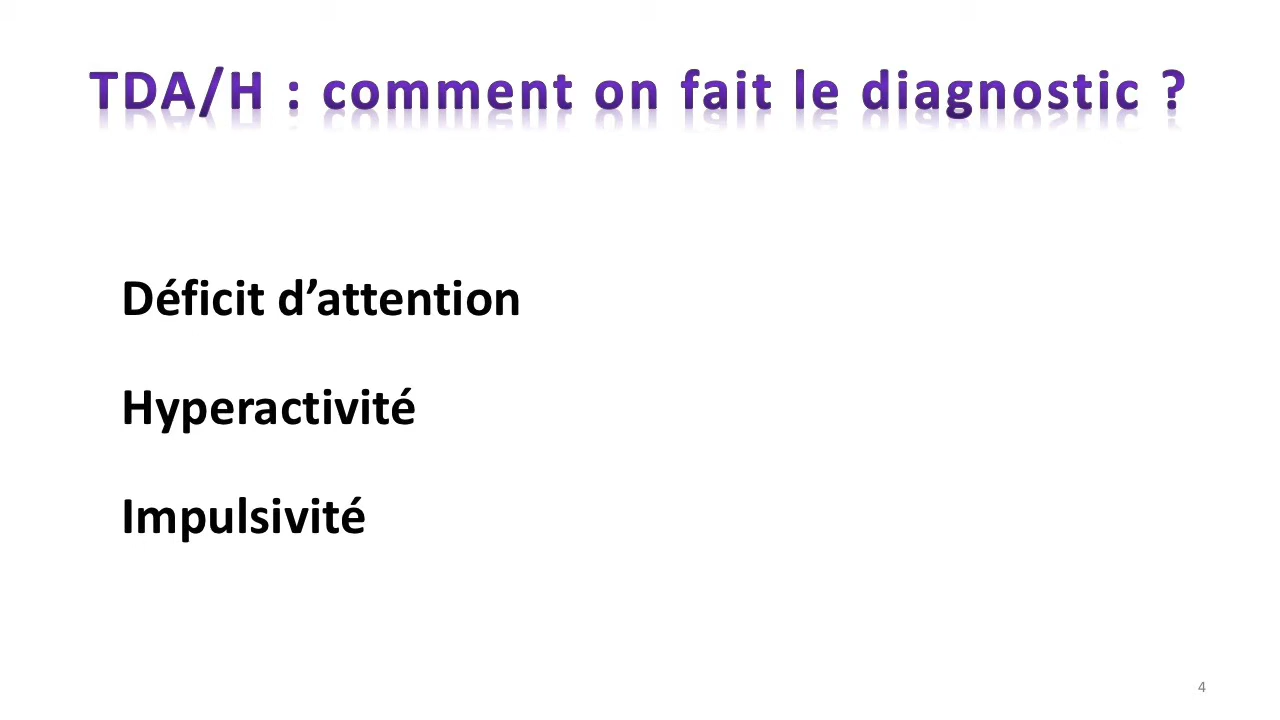 TDA/H : comment on fait le diagnostic ?
Déficit d’attention
Hyperactivité
Impulsivité
4